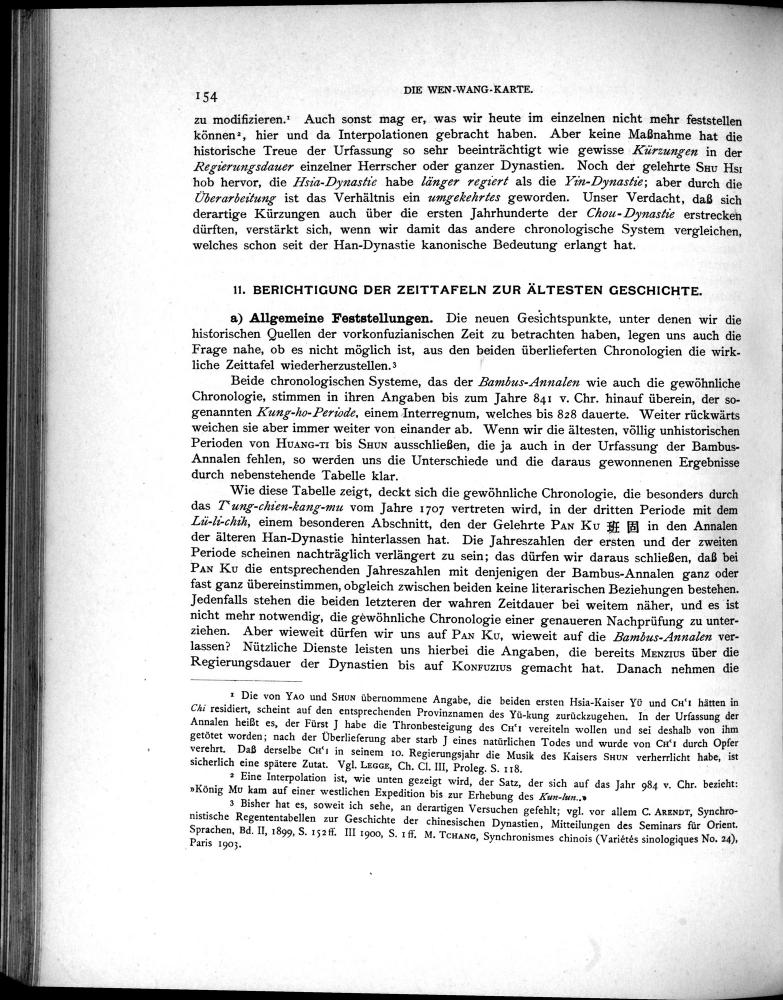 154
DIE WEN-WANG-KARTE.
zu modifizieren.¹ Auch sonst mag er, was wir heute im einzelnen nicht mehr feststellen
können², hier und da Interpolationen gebracht haben. Aber keine Maßnahme hat die
historische Treue der Urfassung so sehr beeinträchtigt wie gewisse Kürzungen in der
Regierungsdauer einzelner Herrscher oder ganzer Dynastien. Noch der gelehrte SHU HSI
hob hervor, die Hsia-Dynastie habe länger regiert als die Yin-Dynastie; aber durch die
Überarbeitung ist das Verhältnis ein umgekehrtes geworden. Unser Verdacht, daß sich
derartige Kürzungen auch über die ersten Jahrhunderte der Chou-Dynastie erstrecken
dürften, verstärkt sich, wenn wir damit das andere chronologische System vergleichen,
welches schon seit der Han-Dynastie kanonische Bedeutung erlangt hat.
11. BERICHTIGUNG DER ZEITTAFELN ZUR ÄLTESTEN GESCHICHTE.
a) Allgemeine Feststellungen. Die neuen Gesichtspunkte, unter denen wir die
historischen Quellen der vorkonfuzianischen Zeit zu betrachten haben, legen uns auch die
Frage nahe, ob es nicht möglich ist, aus den beiden überlieferten Chronologien die wirk-
liche Zeittafel wiederherzustellen.³
Beide chronologischen Systeme, das der Bambus-Annalen wie auch die gewöhnliche
Chronologie, stimmen in ihren Angaben bis zum Jahre 841 v. Chr. hinauf überein, der so-
genannten Kung-ho-Periode, einem Interregnum, welches bis 828 dauerte. Weiter rückwärts
weichen sie aber immer weiter von einander ab. Wenn wir die ältesten, völlig unhistorischen
Perioden von HUANG-TI bis SHUN ausschließen, die ja auch in der Urfassung der Bambus-
Annalen fehlen, so werden uns die Unterschiede und die daraus gewonnenen Ergebnisse
durch nebenstehende Tabelle klar.
Wie diese Tabelle zeigt, deckt sich die gewöhnliche Chronologie, die besonders durch
das T‘ung-chien-kang-mu vom Jahre 1707 vertreten wird, in der dritten Periode mit dem
Lü-li-chih, einem besonderen Abschnitt, den der Gelehrte PAN KU 班固 in den Annalen
der älteren Han-Dynastie hinterlassen hat. Die Jahreszahlen der ersten und der zweiten
Periode scheinen nachträglich verlängert zu sein; das dürfen wir daraus schließen, daß bei
PAN KU die entsprechenden Jahreszahlen mit denjenigen der Bambus-Annalen ganz oder
fast ganz übereinstimmen, obgleich zwischen beiden keine literarischen Beziehungen bestehen.
Jedenfalls stehen die beiden letzteren der wahren Zeitdauer bei weitem näher, und es ist
nicht mehr notwendig, die gewöhnliche Chronologie einer genaueren Nachprüfung zu unter-
ziehen. Aber wieweit dürfen wir uns auf PAN KU, wieweit auf die Bambus-Annalen ver-
lassen? Nützliche Dienste leisten uns hierbei die Angaben, die bereits MENZIUS über die
Regierungsdauer der Dynastien bis auf KONFUZIUS gemacht hat. Danach nehmen die
¹ Die von YAO und SHUN übernommene Angabe, die beiden ersten Hsia-Kaiser YÜ und CH‘I hätten in
Chi residiert, scheint auf den entsprechenden Provinznamen des Yü-kung zurückzugehen. In der Urfassung der
Annalen heißt es, der Fürst J habe die Thronbesteigung des CH‘I vereiteln wollen und sei deshalb von ihm
getötet worden; nach der Überlieferung aber starb J eines natürlichen Todes und wurde von CH‘I durch Opfer
verehrt. Daß derselbe CH‘I in seinem 10. Regierungsjahr die Musik des Kaisers SHUN verherrlicht habe, ist
sicherlich eine spätere Zutat. Vgl. LEGGE, Ch. Cl. III, Proleg. S. 118.
² Eine Interpolation ist, wie unten gezeigt wird, der Satz, der sich auf das Jahr 984 v. Chr. bezieht:
»König MU kam auf einer westlichen Expedition bis zur Erhebung des Kun-lun..»
³ Bisher hat es, soweit ich sehe, an derartigen Versuchen gefehlt; vgl. vor allem C. ARENDT, Synchro-
nistische Regententabellen zur Geschichte der chinesischen Dynastien, Mitteilungen des Seminars für Orient.
Sprachen, Bd. II, 1899, S. 152 ff. III 1900, S. 1 ff. M. TCHANG, Synchronismes chinois (Variétés sinologiques No. 24),
Paris 1903.